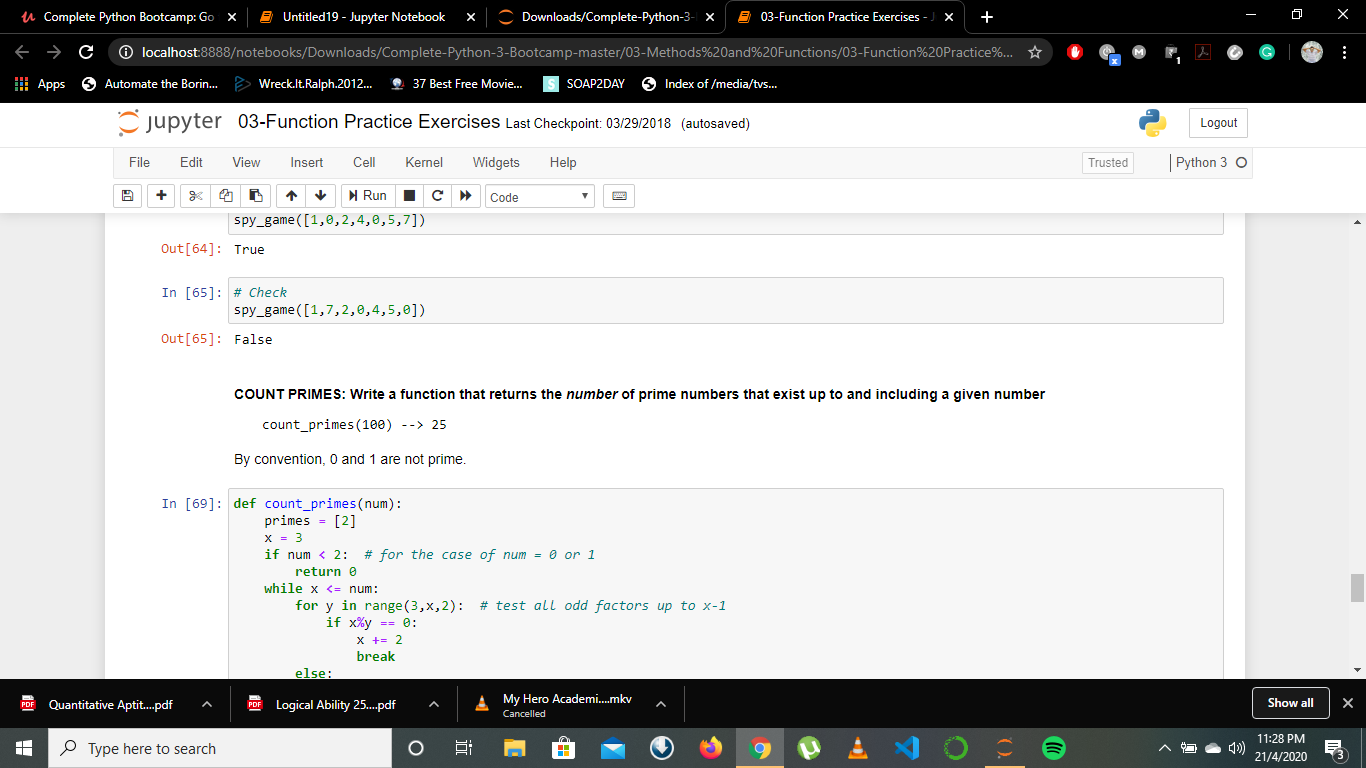 Complete Python Bootcamp: Go
Untitled19 - Jupyter Notebook
Downloads/Complete-Python-3-
03-Function Practice Exercises - J
localhost:8888/notebooks/Downloads/Complete-Python-3-Bootcamp-master/03-Methods%20and%20Functions/03-Function%20Practice%...
Apps
Automate the Borin...
Wreck.It.Ralph.2012...
37 Best Free Movie...
S
SOAP2DAY
Index of /media/tvs...
jupyter 03-Function Practice Exercises Last Checkpoint: 03/29/2018 (autosaved)
Logout
File Edit View Insert Cell Kernel Widgets Help
Trusted
Python 3
Run
Code
spy_game([1,0,2,4,0,5,7])
Out[64]: True
In [65]: # Check
spy_game([1,7,2,0,4,5,0])
Out[65]: False
COUNT PRIMES: Write a function that returns the number of prime numbers that exist up to and including a given number
count_primes(100) --> 25
By convention, 0 and 1 are not prime.
In [69]: def count_primes(num):
primes = [2]
x = 3
if num < 2: # for the case of num = 0 or 1
return 0
while x <= num:
for y in range(3,x,2): # test all odd factors up to x-1
if x%y == 0:
x += 2
break
else:
PDF
Quantitative Aptit....pdf
PDF
Logical Ability 25....pdf
My Hero Academi....mkv
Cancelled
Show all
Type here to search
11:28 PM
21/4/2020
3